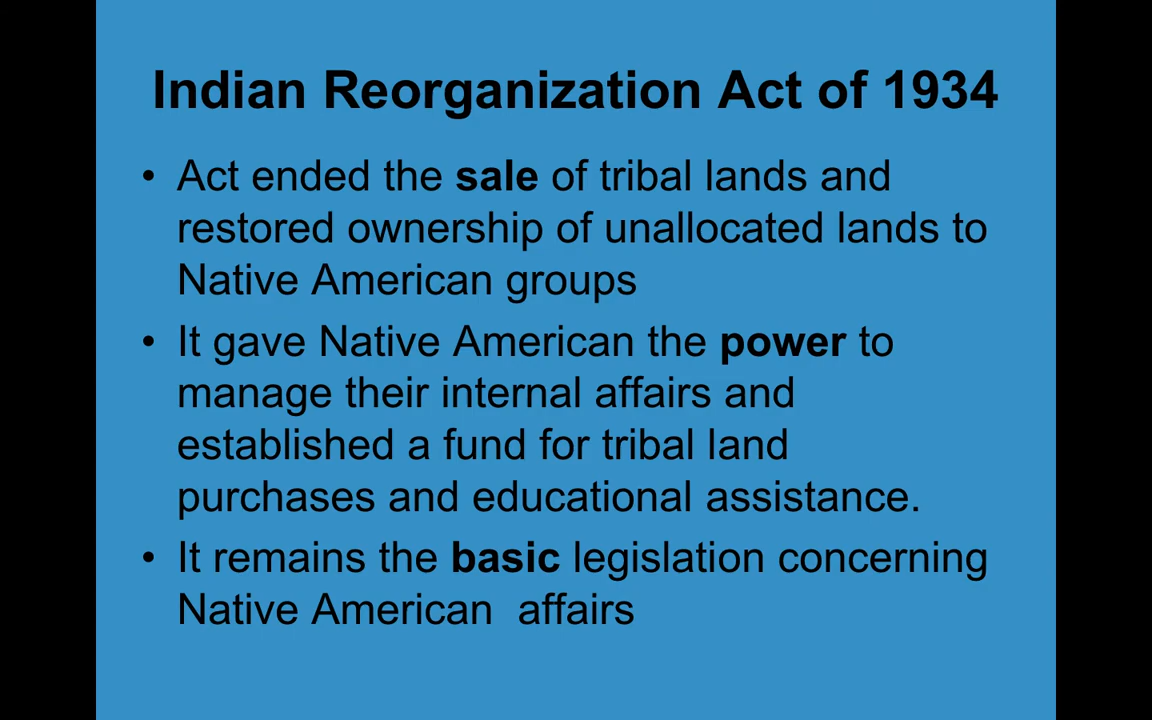 Indian Reorganization Act of 1934
• Act ended the sale of tribal lands and
restored ownership of unallocated lands to
Native American groups
• It gave Native American the power to
manage their internal affairs and
established a fund for tribal land
purchases and educational assistance.
• It remains the basic legislation concerning
Native American  affairs